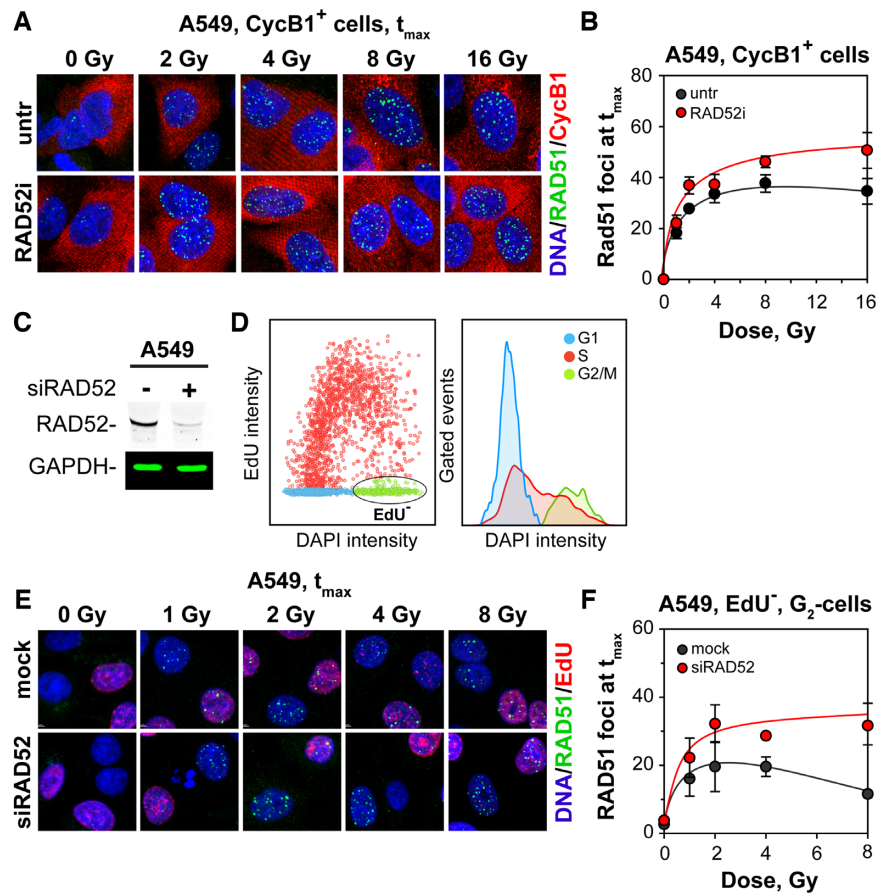 A
A549, CycB1+ cells, tmax
0 Gy 2 Gy 4 Gy 8 Gy 16 Gy
untr
RAD52i
DNA/RAD51/CycB1
B
A549, CycB1+ cells
untr
RAD52i
Rad51 foci at tmax
80
60
40
20
0
0 4 8 12 16
Dose, Gy
C
A549
siRAD52 - +
RAD52-
GAPDH-
D
EdU intensity
EdU-
DAPI intensity
Gated events
G1
S
G2/M
DAPI intensity
E
A549, tmax
0 Gy 1 Gy 2 Gy 4 Gy 8 Gy
mock
siRAD52
DNA/RAD51/EdU
F
A549, EdU-, G2-cells
mock
siRAD52
RAD51 foci at tmax
60
40
20
0
0 2 4 6 8
Dose, Gy